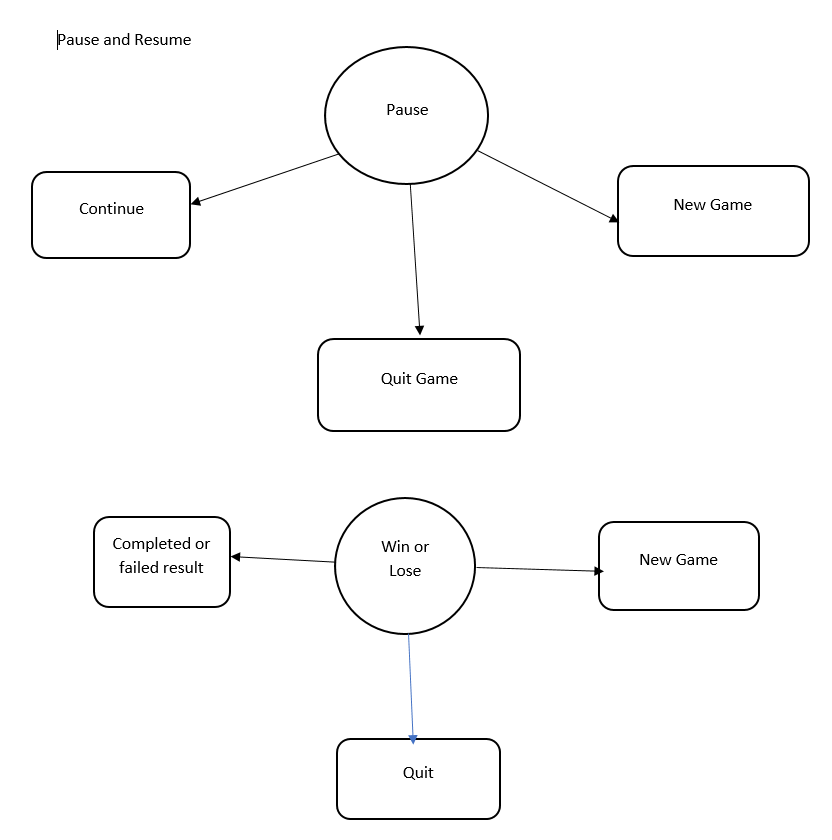 Pause and Resume
Pause
Continue
New Game
Quit Game
Win or
Lose
Completed or
failed result
New Game
Quit